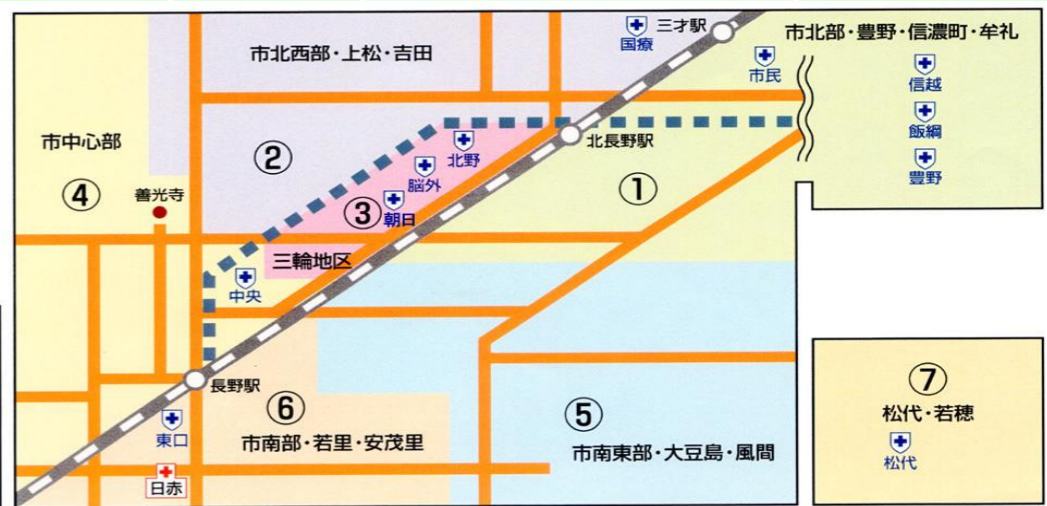 市北西部・上松・吉田
国療
三才駅
市民
市北部・豊野・信濃町・牟礼
信越
飯綱
豊野
市中心部
④
善光寺
②
北野
脳外
③
朝日
北長野駅
①
三輪地区
中央
長野駅
東口
日赤
⑥
市南部・若里・安茂里
⑤
市南東部・大豆島・風間
⑦
松代・若穂
松代